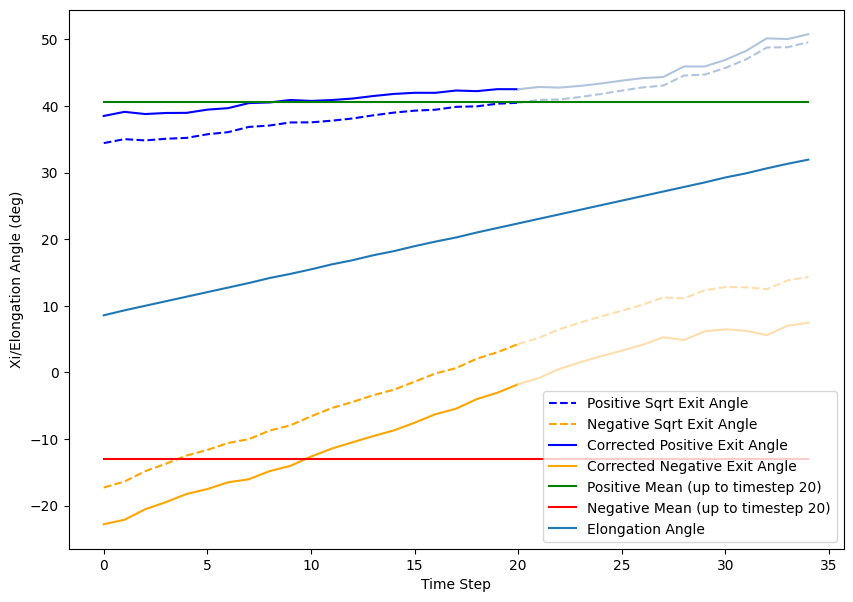 50
40
30
20
10
0
−10
−20
Xi/Elongation Angle (deg)
Positive Sqrt Exit Angle
Negative Sqrt Exit Angle
Corrected Positive Exit Angle
Corrected Negative Exit Angle
Positive Mean (up to timestep 20)
Negative Mean (up to timestep 20)
Elongation Angle
0 5 10 15 20 25 30 35
Time Step